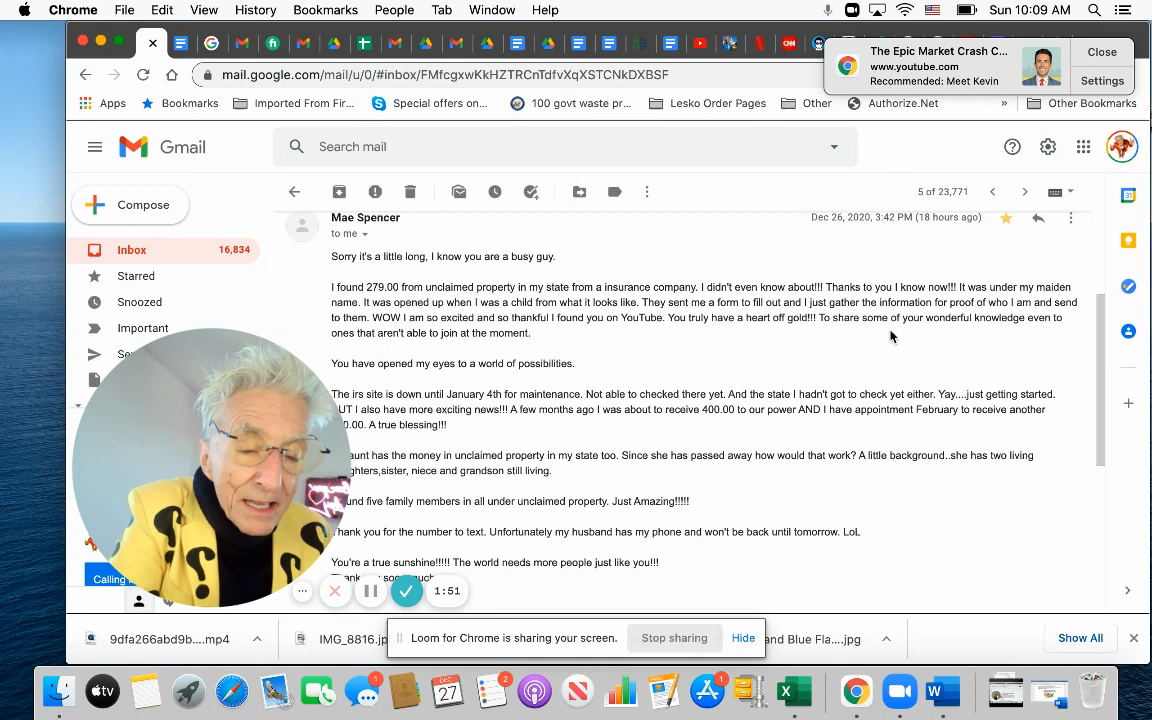 Chrome File Edit View History Bookmarks People Tab Window Help Sun 10:09 AM
CNN
The Epic Market Crash C...
www.youtube.com
Recommended: Meet Kevin
Close
Settings
mail.google.com/mail/u/0/#inbox/FMfcgxwKkHZTRCnTdfvXqXSTCNkDXBSF
Apps Bookmarks Imported From Fir... Special offers on... 100 govt waste pr... Lesko Order Pages Other Authorize.Net » Other Bookmarks
Gmail Search mail
Compose 5 of 23,771
Inbox 16,834
Starred
Snoozed
Important
Mae Spencer Dec 26, 2020, 3:42 PM (18 hours ago)
to me
Sorry it's a little long, I know you are a busy guy.
I found 279.00 from unclaimed property in my state from a insurance company. I didn't even know about!!! Thanks to you I know now!!! It was under my maiden
name. It was opened up when I was a child from what it looks like. They sent me a form to fill out and I just gather the information for proof of who I am and send
to them. WOW I am so excited and so thankful I found you on YouTube. You truly have a heart off gold!!! To share some of your wonderful knowledge even to
ones that aren't able to join at the moment.
You have opened my eyes to a world of possibilities.
The irs site is down until January 4th for maintenance. Not able to checked there yet. And the state I hadn't got to check yet either. Yay....just getting started.
UT I also have more exciting news!!! A few months ago I was about to receive 400.00 to our power AND I have appointment February to receive another
0.00. A true blessing!!!
aunt has the money in unclaimed property in my state too. Since she has passed away how would that work? A little background..she has two living
ghters,sister, niece and grandson still living.
und five family members in all under unclaimed property. Just Amazing!!!!!
hank you for the number to text. Unfortunately my husband has my phone and won't be back until tomorrow. LoL
You're a true sunshine!!!!! The world needs more people just like you!!!
Calling
1:51
9dfa266abd9b....mp4 IMG_8816.jp Loom for Chrome is sharing your screen. Stop sharing Hide and Blue Fla....jpg Show All
tv 1 DEC 27 2 1